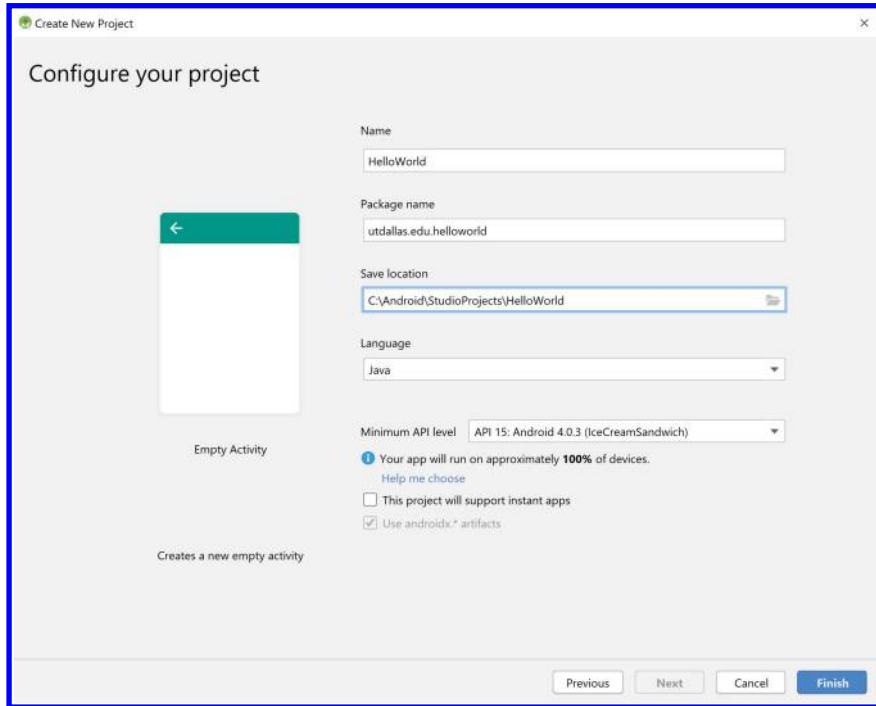 Create New Project
Configure your project
Name
HelloWorld
Package name
utdallas.edu.helloworld
Save location
C:\Android\StudioProjects\HelloWorld
Language
Java
Minimum API level API 15: Android 4.0.3 (IceCreamSandwich)
Empty Activity
Your app will run on approximately 100% of devices.
Help me choose
This project will support instant apps
Use androidx.* artifacts
Creates a new empty activity
Previous Next Cancel Finish